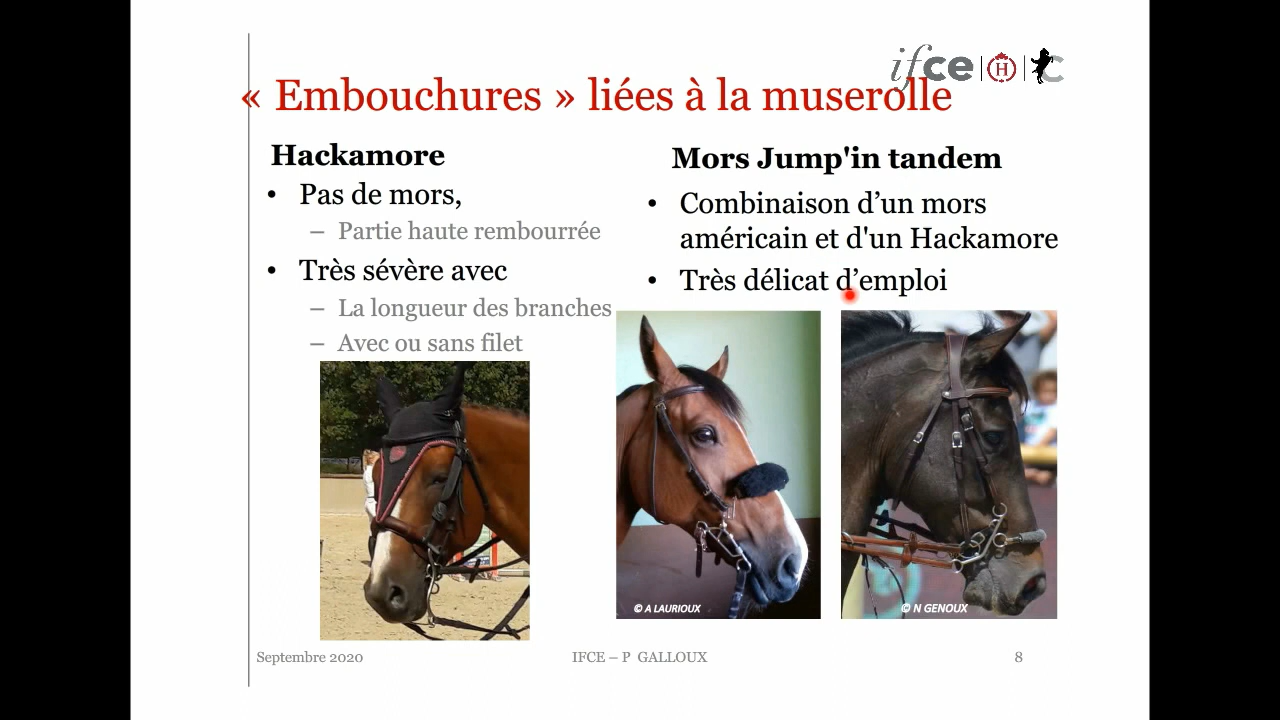 ifce
H
« Embouchures » liées à la muserolle
Hackamore
• Pas de mors,
– Partie haute rembourrée
• Très sévère avec
– La longueur des branches
– Avec ou sans filet
Mors Jump'in tandem
• Combinaison d’un mors
américain et d'un Hackamore
• Très délicat d’emploi
© A LAURIOUX
© N GENOUX
Septembre 2020
IFCE – P GALLOUX
8